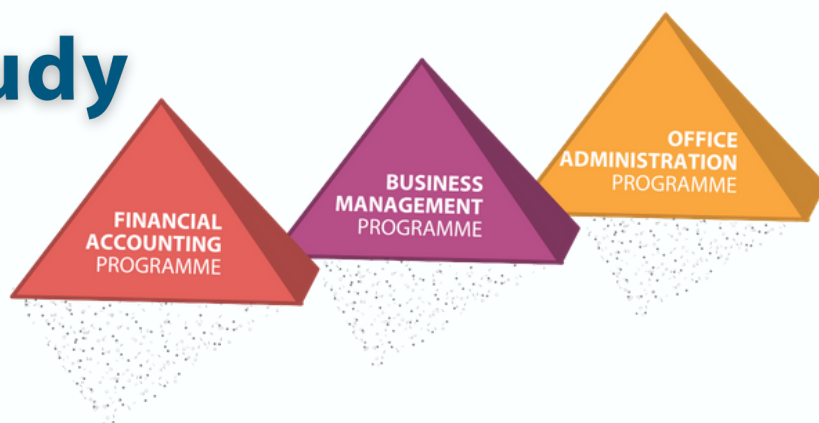 udy
FINANCIAL
ACCOUNTING
PROGRAMME
BUSINESS
MANAGEMENT
PROGRAMME
OFFICE
ADMINISTRATION
PROGRAMME